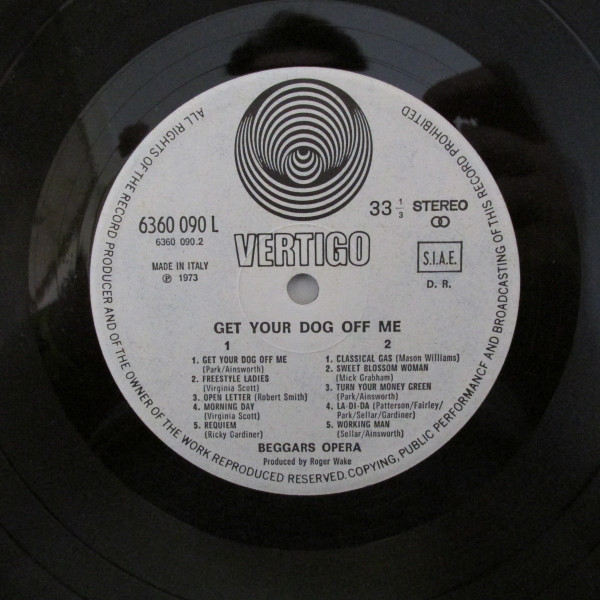 ALL RIGHTS OF THE RECORD PRODUCER AND OF THE OWNER OF THE WORK REPRODUCED RESERVED. COPYING, PUBLIC PERFORMANCE AND BROADCASTING OF THIS RECORD PROHIBITED
6360 090 L
6360 090.2
MADE IN ITALY
℗ 1973
VERTIGO
33 1/3 STEREO
S.I.A.E.
D. R.
GET YOUR DOG OFF ME
1
1. GET YOUR DOG OFF ME
(Park/Ainsworth)
2. FREESTYLE LADIES
(Virginia Scott)
3. OPEN LETTER (Robert Smith)
4. MORNING DAY
(Virginia Scott)
5. REQUIEM
(Ricky Gardiner)
2
1. CLASSICAL GAS (Mason Williams)
2. SWEET BLOSSOM WOMAN
(Mick Grabham)
3. TURN YOUR MONEY GREEN
(Park/Ainsworth)
4. LA-DI-DA (Patterson/Fairley/
Park/Sellar/Gardiner)
5. WORKING MAN
(Sellar/Ainsworth)
BEGGARS OPERA
Produced by Roger Wake